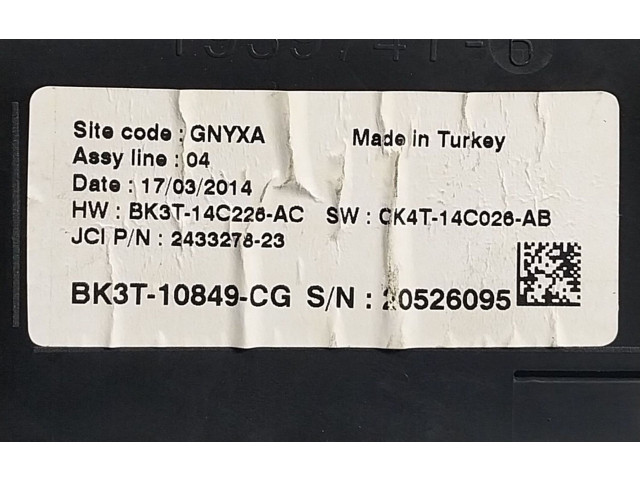 Site code : GNYXA Made in Turkey
Assy line : 04
Date : 17/03/2014
HW : BK3T-14C226-AC SW : CK4T-14C026-AB
JCI P/N : 2433278-23
BK3T-10849-CG S/N : 20526095